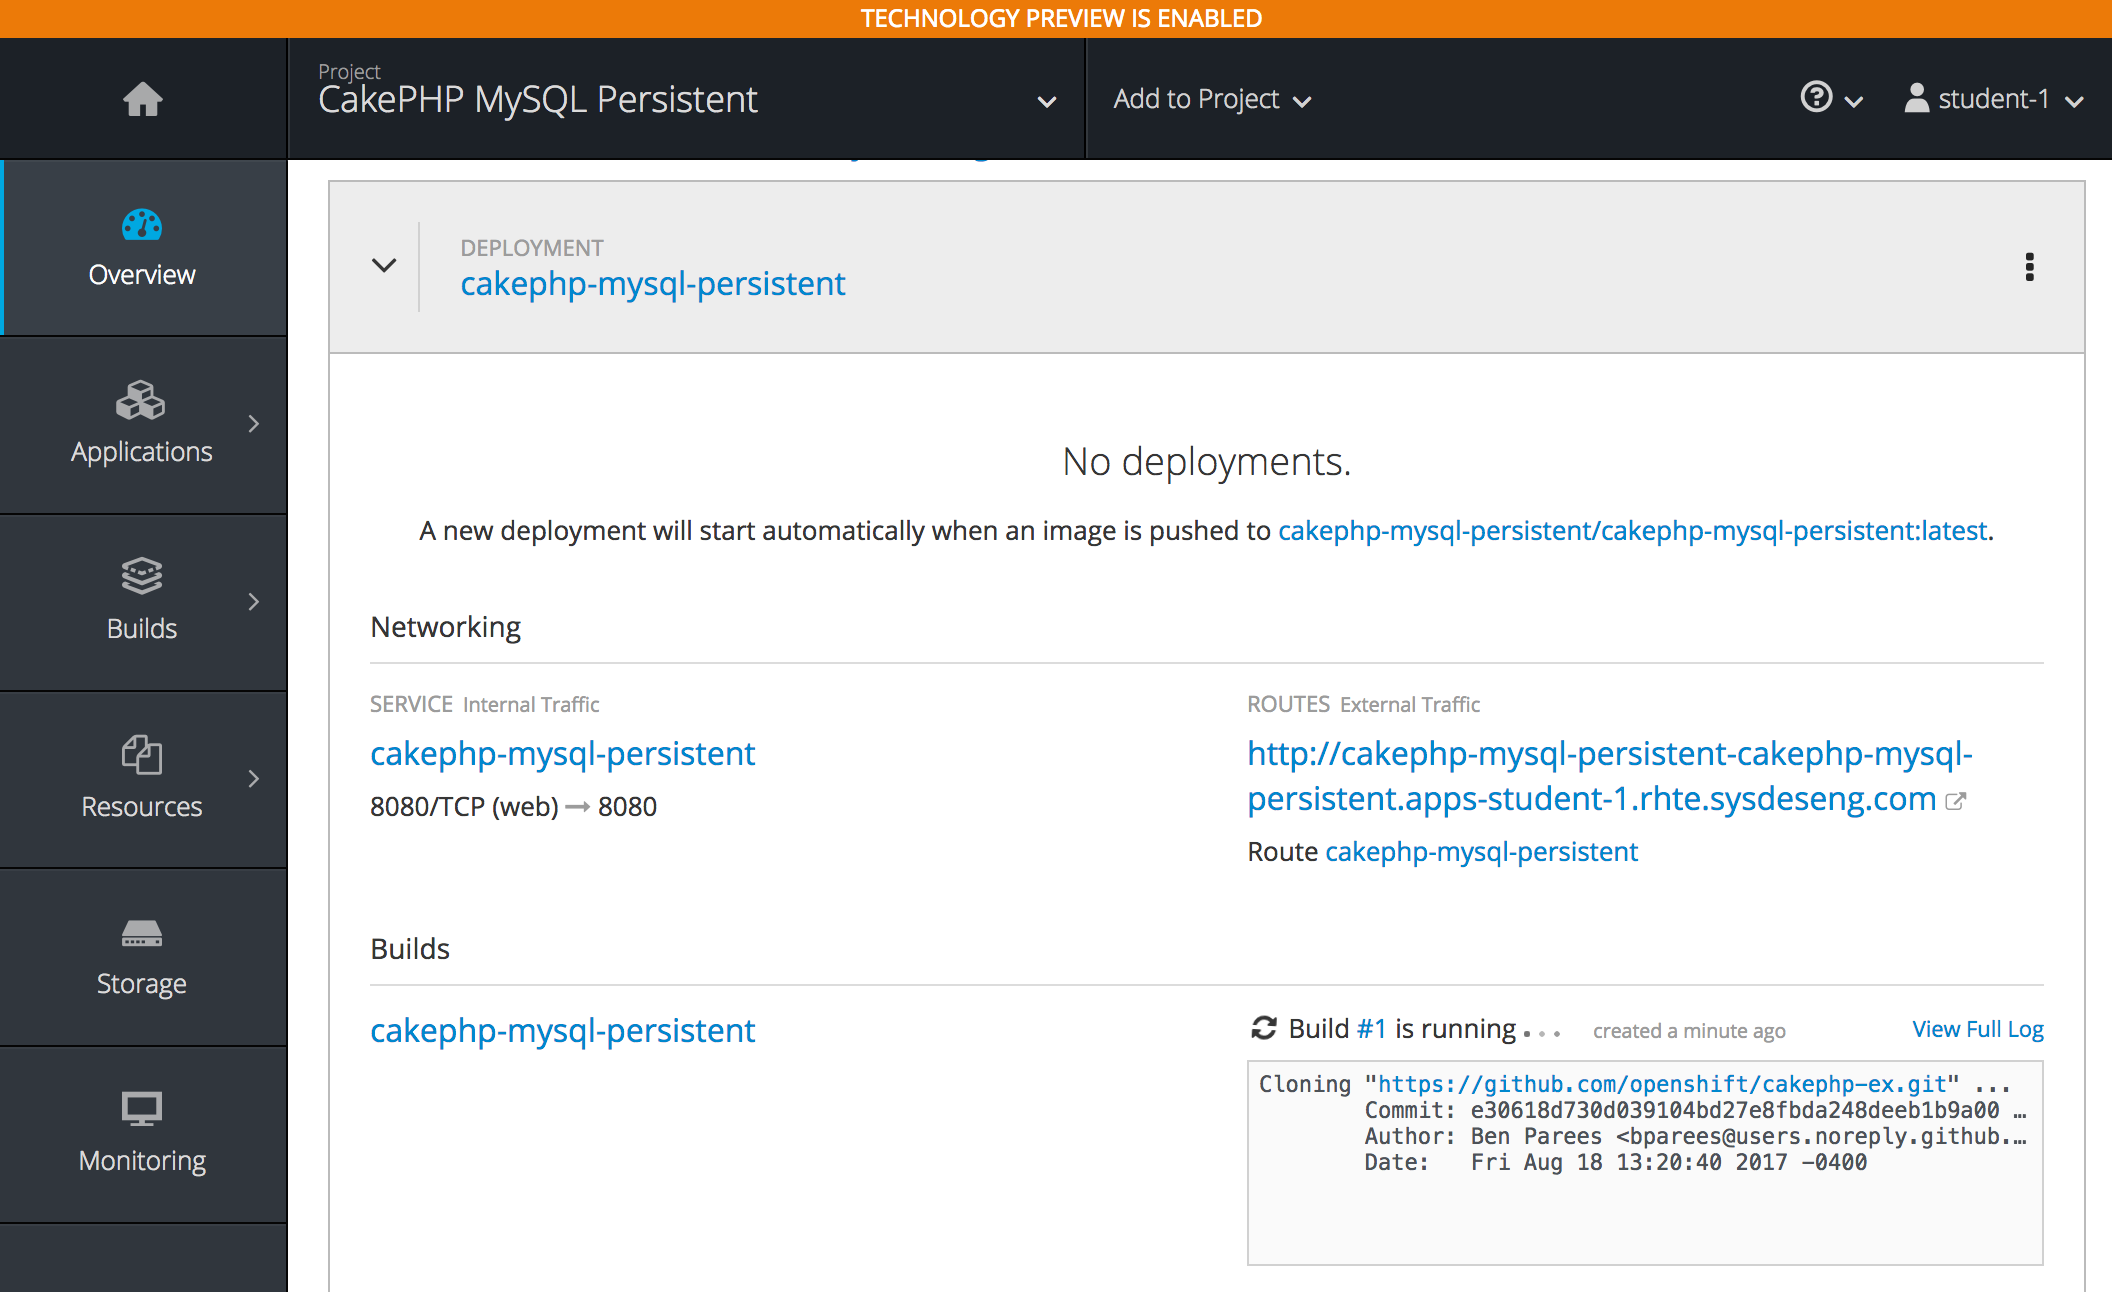 TECHNOLOGY PREVIEW IS ENABLED
Project
CakePHP MySQL Persistent
Add to Project
student-1
Overview
Applications
Builds
Resources
Storage
Monitoring
DEPLOYMENT
cakephp-mysql-persistent
No deployments.
A new deployment will start automatically when an image is pushed to cakephp-mysql-persistent/cakephp-mysql-persistent:latest.
Networking
SERVICE Internal Traffic
cakephp-mysql-persistent
8080/TCP (web) → 8080
ROUTES External Traffic
http://cakephp-mysql-persistent-cakephp-mysql-
persistent.apps-student-1.rhte.sysdeseng.com
Route cakephp-mysql-persistent
Builds
cakephp-mysql-persistent
Build #1 is running... created a minute ago View Full Log
Cloning "https://github.com/openshift/cakephp-ex.git" ...
Commit: e30618d730d039104bd27e8fbda248deeb1b9a00 …
Author: Ben Parees <bparees@users.noreply.github.…
Date: Fri Aug 18 13:20:40 2017 -0400